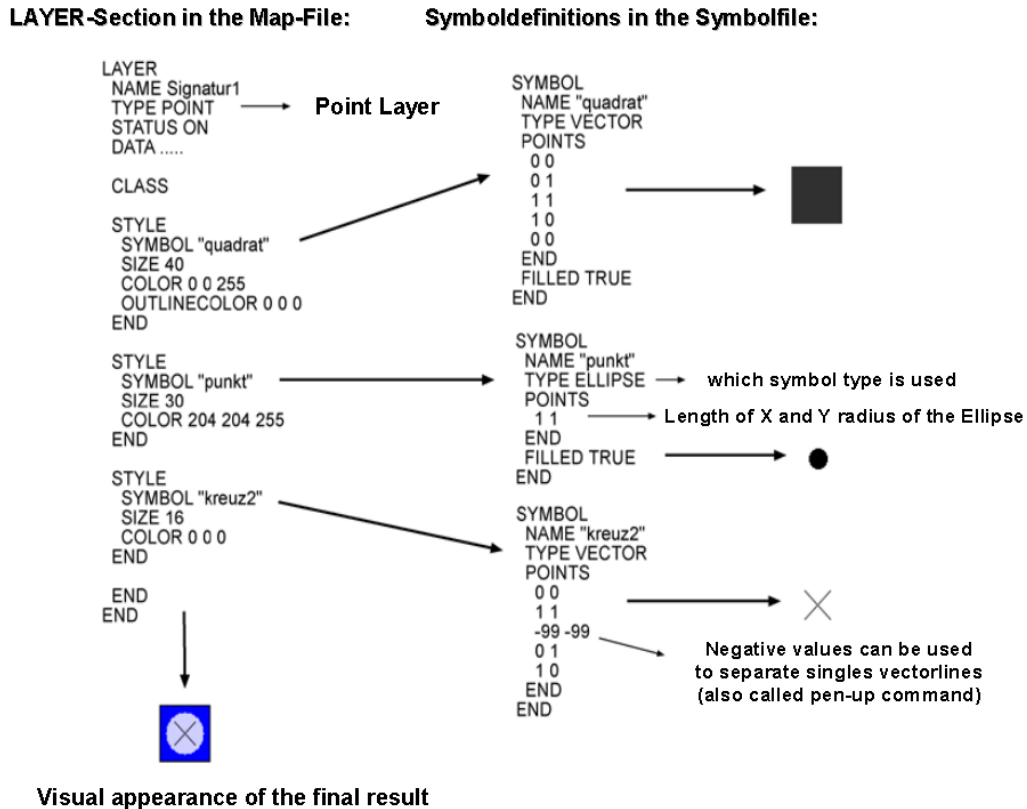 LAYER-Section in the Map-File:
Symboldefinitions in the Symbolfile:
LAYER
NAME Signatur1
TYPE POINT
Point Layer
STATUS ON
DATA .....
CLASS
STYLE
SYMBOL "quadrat"
SIZE 40
COLOR 0 0 255
OUTLINECOLOR 0 0 0
END
STYLE
SYMBOL "punkt"
SIZE 30
COLOR 204 204 255
END
STYLE
SYMBOL "kreuz2"
SIZE 16
COLOR 0 0 0
END
END
END
Visual appearance of the final result
SYMBOL
NAME "quadrat"
TYPE VECTOR
POINTS
0 0
0 1
1 1
1 0
0 0
END
FILLED TRUE
END
SYMBOL
NAME "punkt"
TYPE ELLIPSE
which symbol type is used
POINTS
1 1
Length of X and Y radius of the Ellipse
END
FILLED TRUE
END
SYMBOL
NAME "kreuz2"
TYPE VECTOR
POINTS
0 0
1 1
-99 -99
0 1
1 0
END
END
Negative values can be used
to separate singles vectorlines
(also called pen-up command)